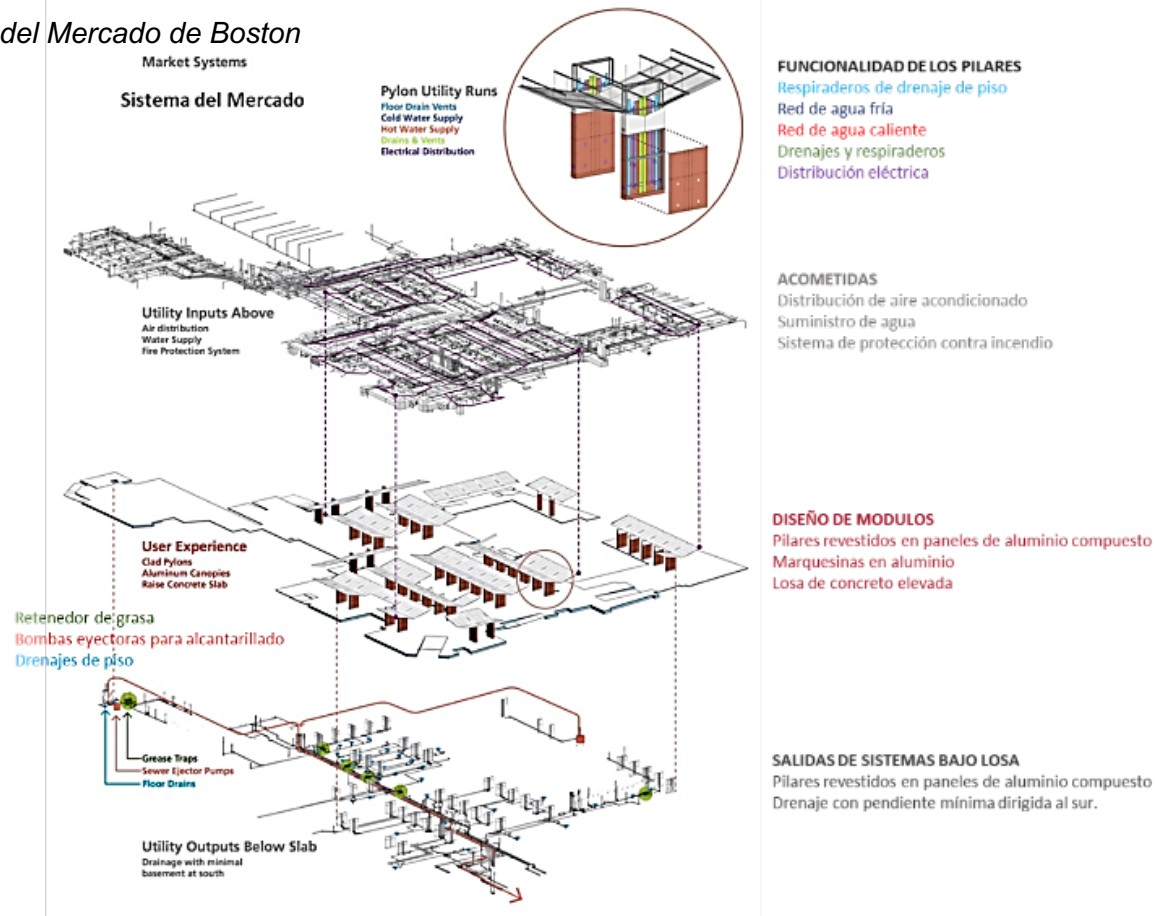 del Mercado de Boston
Market Systems
Sistema del Mercado
Pylon Utility Runs
Floor Drain Vents
Cold Water Supply
Hot Water Supply
Drains & Vents
Electrical Distribution
FUNCIONALIDAD DE LOS PILARES
Respiraderos de drenaje de piso
Red de agua fría
Red de agua caliente
Drenajes y respiraderos
Distribución eléctrica
Utility Inputs Above
Air distribution
Water Supply
Fire Protection System
ACOMETIDAS
Distribución de aire acondicionado
Suministro de agua
Sistema de protección contra incendio
User Experience
Clad Pylons
Aluminum Canopies
Raise Concrete Slab
DISEÑO DE MODULOS
Pilares revestidos en paneles de aluminio compuesto
Marquesinas en aluminio
Losa de concreto elevada
Retenedor de grasa
Bombas eyectoras para alcantarillado
Drenajes de piso
Grease Traps
Sewer Ejector Pumps
Floor Drains
Utility Outputs Below Slab
Drainage with minimal
basement at south
SALIDAS DE SISTEMAS BAJO LOSA
Pilares revestidos en paneles de aluminio compuesto
Drenaje con pendiente mínima dirigida al sur.